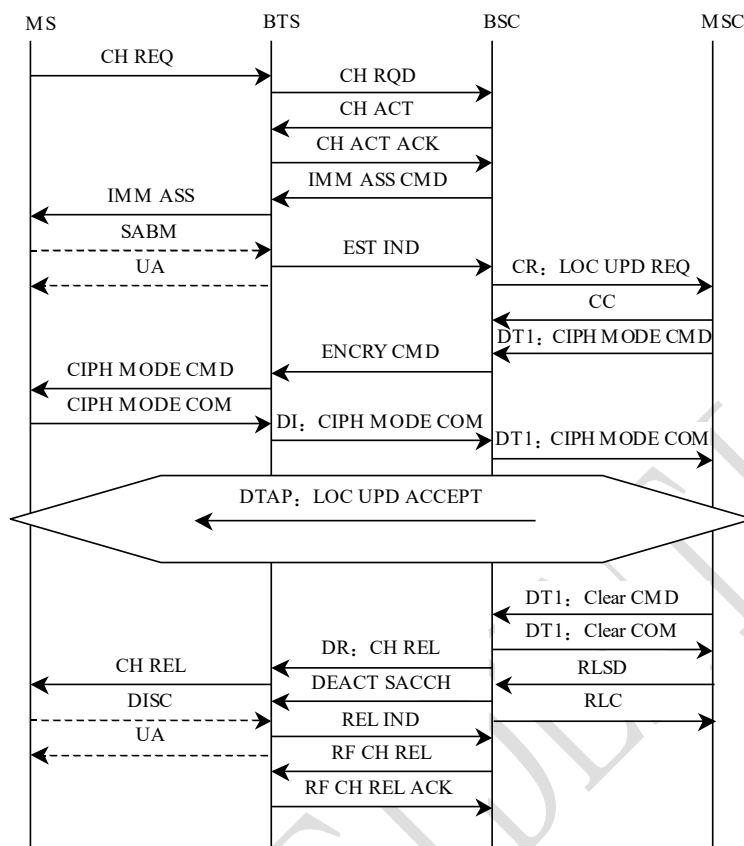 MS BTS BSC MSC
CH REQ
CH RQD
CH ACT
CH ACT ACK
IMM ASS CMD
IMM ASS
SABM
EST IND
UA
CR：LOC UPD REQ
CC
DT1：CIPH MODE CMD
ENCRY CMD
CIPH MODE CMD
CIPH MODE COM
DI：CIPH MODE COM
DT1：CIPH MODE COM
DTAP：LOC UPD ACCEPT
DT1：Clear CMD
DT1：Clear COM
DR：CH REL
CH REL
RLSD
DEACT SACCH
DISC
RLC
REL IND
UA
RF CH REL
RF CH REL ACK